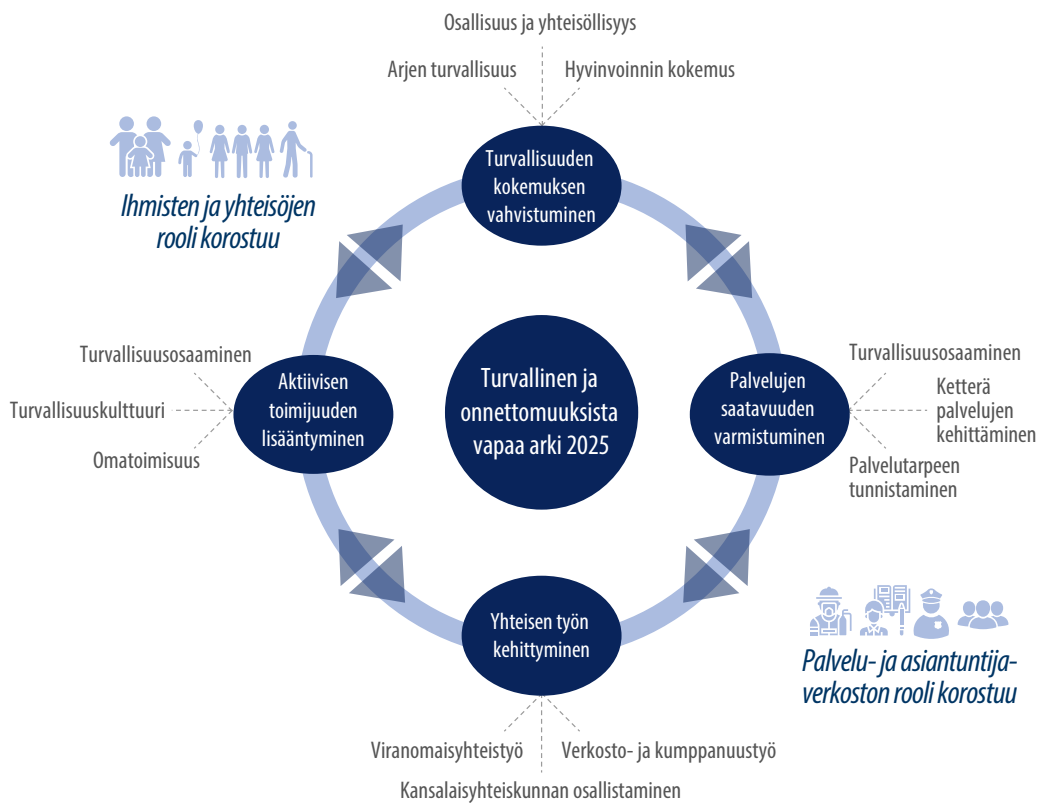 Osallisuus ja yhteisöllisyys
Arjen turvallisuus
Hyvinvoinnin kokemus
Turvallisuuden
kokemuksen
vahvistuminen
Ihmisten ja yhteisöjen
rooli korostuu
Turvallisuusosaaminen
Turvallisuuskulttuuri
Omatoimisuus
Aktiivisen
toimijuuden
lisääntyminen
Turvallinen ja
onnettomuuksista
vapaa arki 2025
Palvelujen
saatavuuden
varmistuminen
Turvallisuusosaaminen
Ketterä
palvelujen
kehittäminen
Palvelutarpeen
tunnistaminen
Yhteisen työn
kehittyminen
Palvelu- ja asiantuntija-
verkoston rooli korostuu
Viranomaisyhteistyö
Verkosto- ja kumppanuustyö
Kansalaisyhteiskunnan osallistaminen